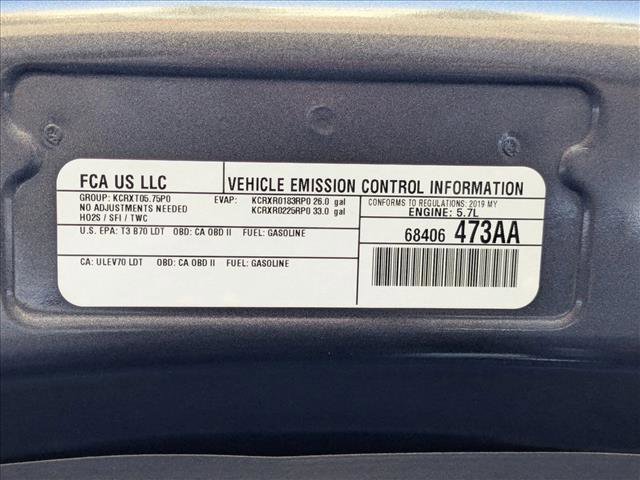 FCA US LLC
VEHICLE EMISSION CONTROL INFORMATION
GROUP: KCRXT05.75P0
NO ADJUSTMENTS NEEDED
HO2S / SFI / TWC
EVAP: KCRXR0183RP0 26.0 gal
KCRXR0225RP0 33.0 gal
CONFORMS TO REGULATIONS: 2019 MY
ENGINE: 5.7L
U.S. EPA: T3 B70 LDT OBD: CA OBD II FUEL: GASOLINE
CA: ULEV70 LDT OBD: CA OBD II FUEL: GASOLINE
68406 473AA